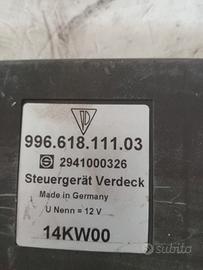 996.618.111.03
2941000326
Steuergerät Verdeck
Made in Germany
U Nenn = 12 V
14KW00
subito